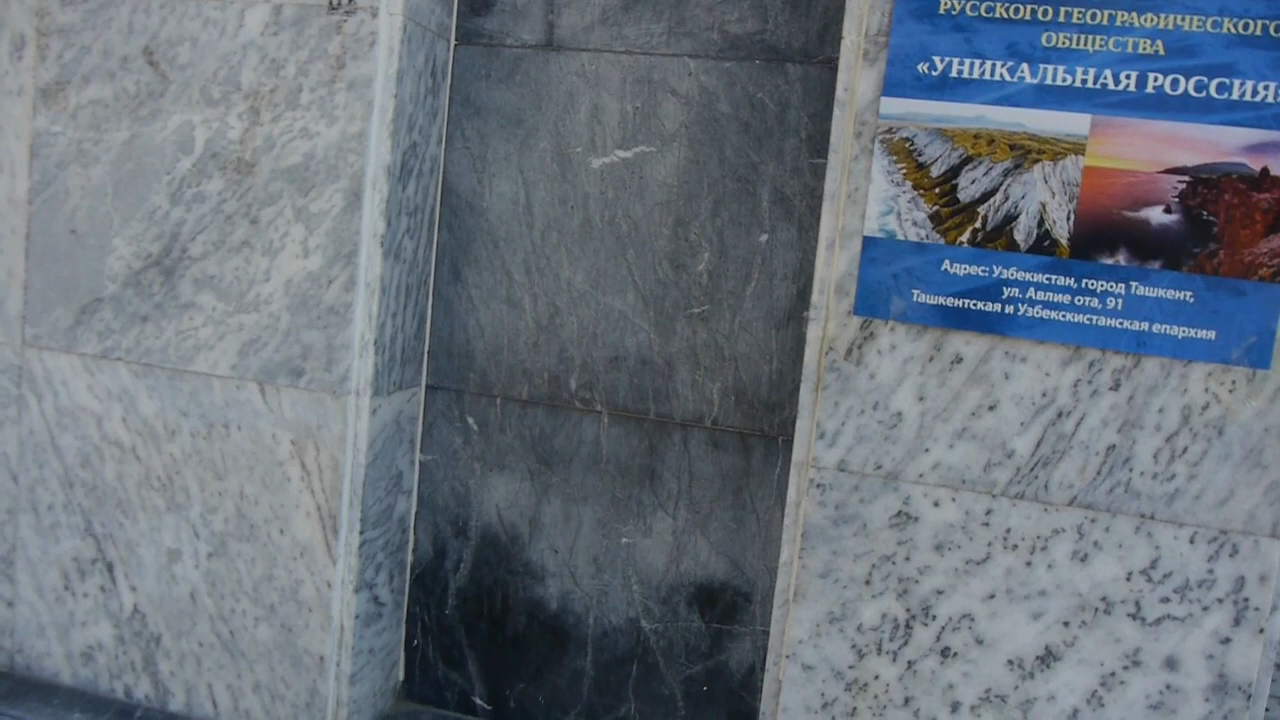 РУССКОГО ГЕОГРАФИЧЕСКОГО
ОБЩЕСТВА
«УНИКАЛЬНАЯ РОССИЯ»
Адрес: Узбекистан, город Ташкент,
ул. Авлие ота, 91
Ташкентская и Узбекскистанская епархия